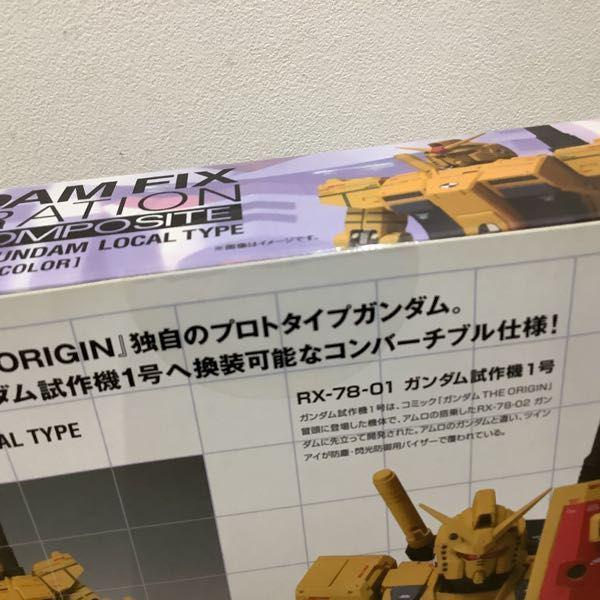 DAM FIX
RATION
COMPOSITE
UNDAM LOCAL TYPE
COLOR]
※画像はイメージです。
ORIGIN』独自のプロトタイプガンダム。
ダム試作機1号へ換装可能なコンバーチブル仕様!
AL TYPE
RX-78-01 ガンダム試作機1号
ガンダム試作機1号は、コミック「ガンダム THE ORIGIN」
冒頭に登場した機体で、アムロの搭乗したRX-78-02 ガン
ダムに先立って開発された。アムロのガンダムと違い、ツイン
アイが防塵・閃光防御用バイザーで覆われている。